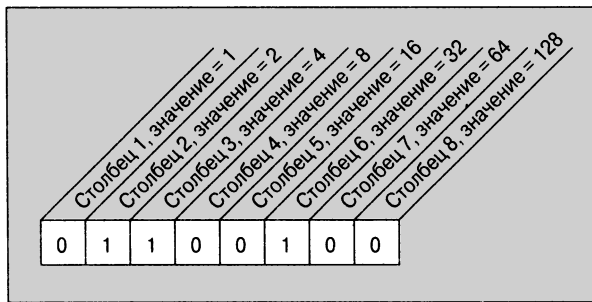 Столбец 1, значение = 1
Столбец 2, значение = 2
Столбец 3, значение = 4
Столбец 4, значение = 8
Столбец 5, значение = 16
Столбец 6, значение = 32
Столбец 7, значение = 64
Столбец 8, значение = 128
0 1 1 0 0 1 0 0